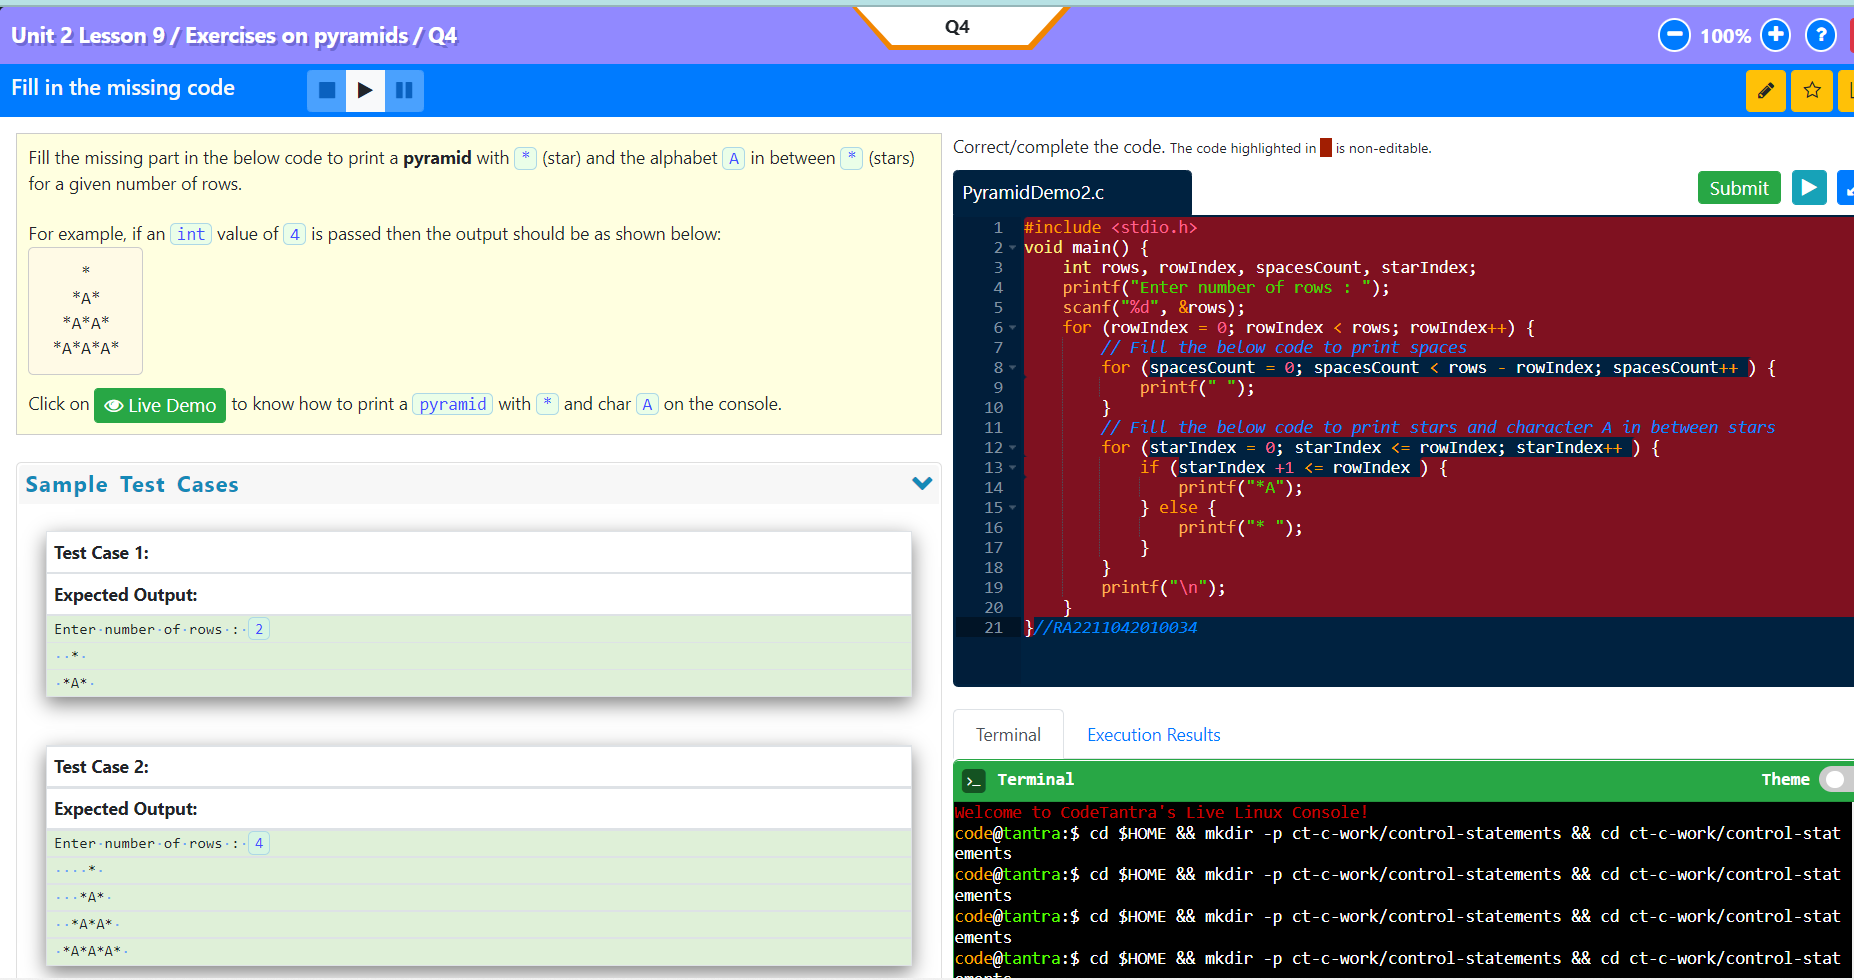 Unit 2 Lesson 9 / Exercises on pyramids / Q4
Q4
100%
?
Fill in the missing code
Fill the missing part in the below code to print a pyramid with * (star) and the alphabet A in between * (stars)
for a given number of rows.
For example, if an int value of 4 is passed then the output should be as shown below:
*
*A*
*A*A*
*A*A*A*
Click on Live Demo to know how to print a pyramid with * and char A on the console.
Sample Test Cases
Test Case 1:
Expected Output:
Enter·number·of·rows·:· 2
··*·
·*A*·
Test Case 2:
Expected Output:
Enter·number·of·rows·:· 4
····*·
···*A*·
··*A*A*·
·*A*A*A*·
Correct/complete the code. The code highlighted in is non-editable.
PyramidDemo2.c
Submit
1 #include <stdio.h>
2 void main() {
3 int rows, rowIndex, spacesCount, starIndex;
4 printf("Enter number of rows : ");
5 scanf("%d", &rows);
6 for (rowIndex = 0; rowIndex < rows; rowIndex++) {
7 // Fill the below code to print spaces
8 for (spacesCount = 0; spacesCount < rows - rowIndex; spacesCount++ ) {
9 printf(" ");
10 }
11 // Fill the below code to print stars and character A in between stars
12 for (starIndex = 0; starIndex <= rowIndex; starIndex++ ) {
13 if (starIndex +1 <= rowIndex ) {
14 printf("*A");
15 } else {
16 printf("* ");
17 }
18 }
19 printf("\n");
20 }
21 }//RA2211042010034
Terminal
Execution Results
Terminal
Theme
Welcome to CodeTantra's Live Linux Console!
code@tantra:$ cd $HOME && mkdir -p ct-c-work/control-statements && cd ct-c-work/control-stat
ements
code@tantra:$ cd $HOME && mkdir -p ct-c-work/control-statements && cd ct-c-work/control-stat
ements
code@tantra:$ cd $HOME && mkdir -p ct-c-work/control-statements && cd ct-c-work/control-stat
ements
code@tantra:$ cd $HOME && mkdir -p ct-c-work/control-statements && cd ct-c-work/control-stat